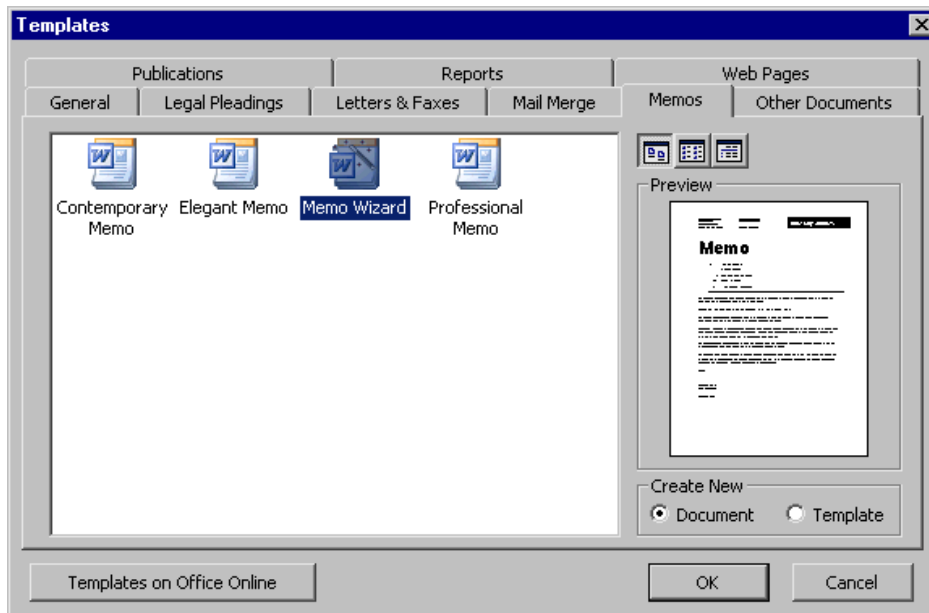 Templates
Publications Reports Web Pages
General Legal Pleadings Letters & Faxes Mail Merge Memos Other Documents
Contemporary Memo
Elegant Memo
Memo Wizard
Professional Memo
Preview
Memo
Create New
Document Template
Templates on Office Online OK Cancel